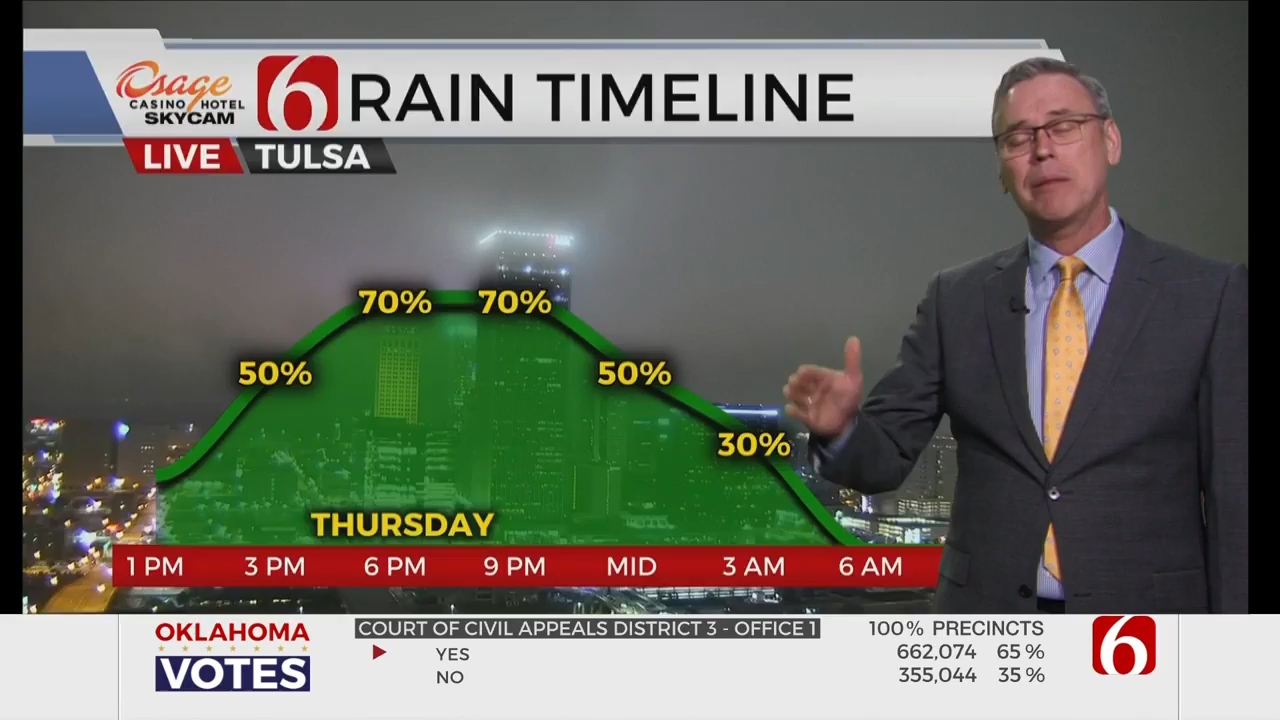 Osage
CASINO HOTEL
SKYCAM
6 RAIN TIMELINE
LIVE TULSA
70% 70%
50% 50%
30%
THURSDAY
1 PM 3 PM 6 PM 9 PM MID 3 AM 6 AM
OKLAHOMA
VOTES
COURT OF CIVIL APPEALS DISTRICT 3 - OFFICE 1 100% PRECINCTS
YES 662,074 65%
NO 355,044 35%
6